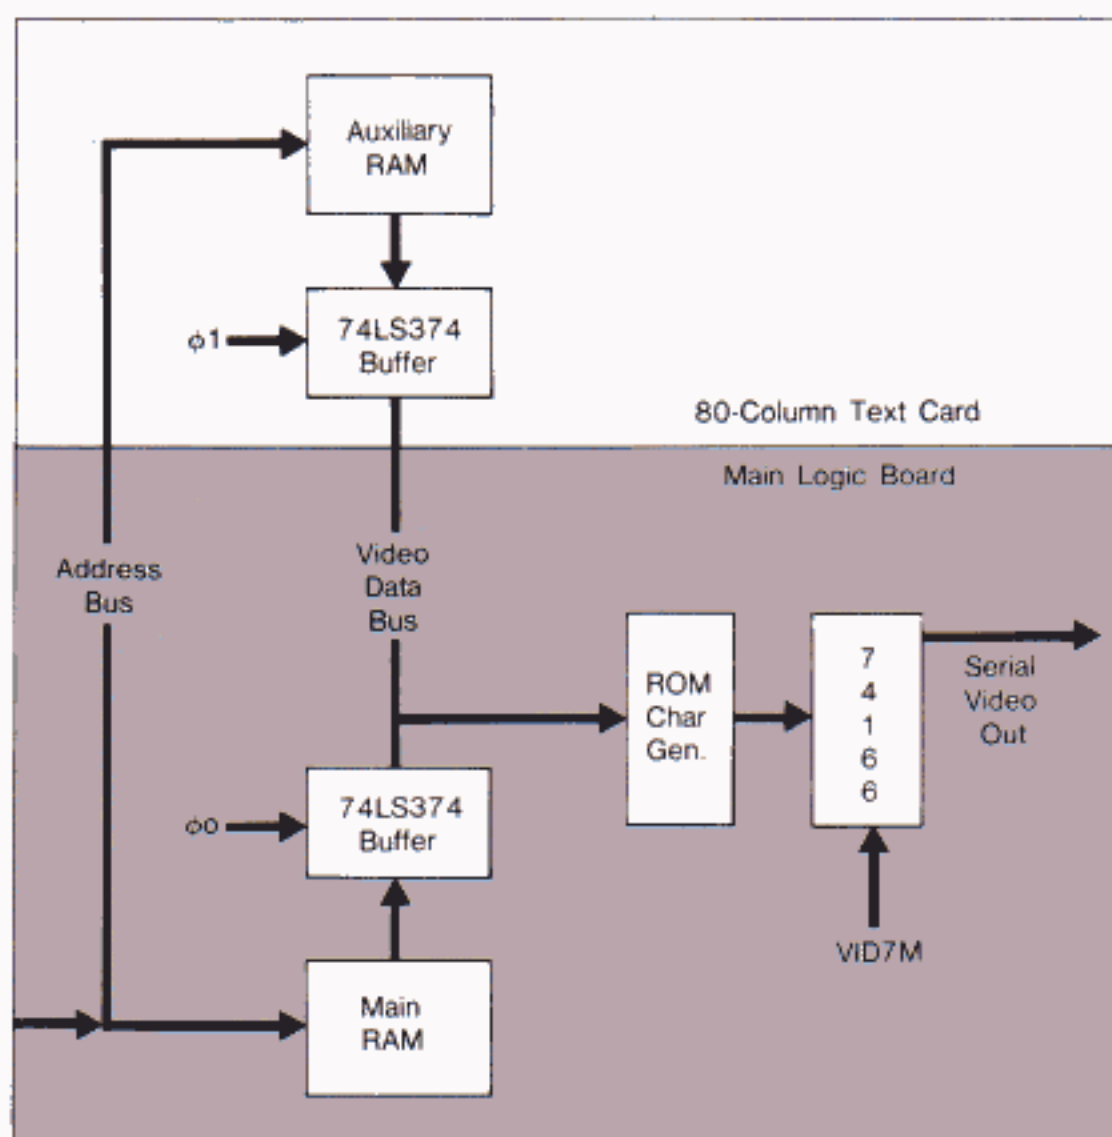 Auxiliary
RAM
ϕ1
74LS374
Buffer
80-Column Text Card
Main Logic Board
Address
Bus
Video
Data
Bus
ROM
Char
Gen.
7
4
1
6
6
Serial
Video
Out
ϕo
74LS374
Buffer
VID7M
Main
RAM